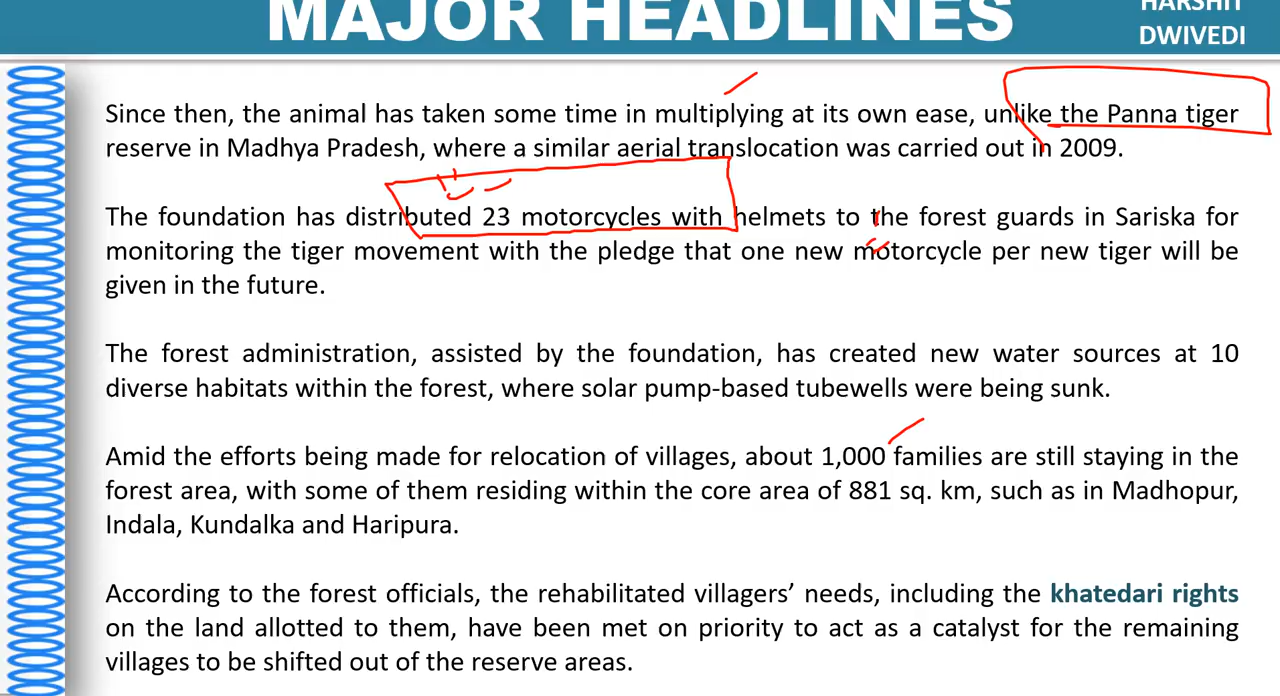 MAJOR HEADLINES
HARSHIT
DWIVEDI
Since then, the animal has taken some time in multiplying at its own ease, unlike the Panna tiger
reserve in Madhya Pradesh, where a similar aerial translocation was carried out in 2009.
The foundation has distributed 23 motorcycles with helmets to the forest guards in Sariska for
monitoring the tiger movement with the pledge that one new motorcycle per new tiger will be
given in the future.
The forest administration, assisted by the foundation, has created new water sources at 10
diverse habitats within the forest, where solar pump-based tubewells were being sunk.
Amid the efforts being made for relocation of villages, about 1,000 families are still staying in the
forest area, with some of them residing within the core area of 881 sq. km, such as in Madhopur,
Indala, Kundalka and Haripura.
According to the forest officials, the rehabilitated villagers’ needs, including the khatedari rights
on the land allotted to them, have been met on priority to act as a catalyst for the remaining
villages to be shifted out of the reserve areas.